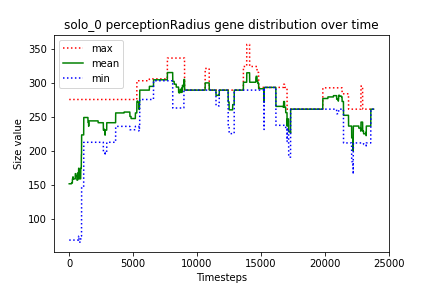 solo_0 perceptionRadius gene distribution over time
max
mean
min
Size value
350
300
250
200
150
100
0
5000
10000
15000
20000
25000
Timesteps